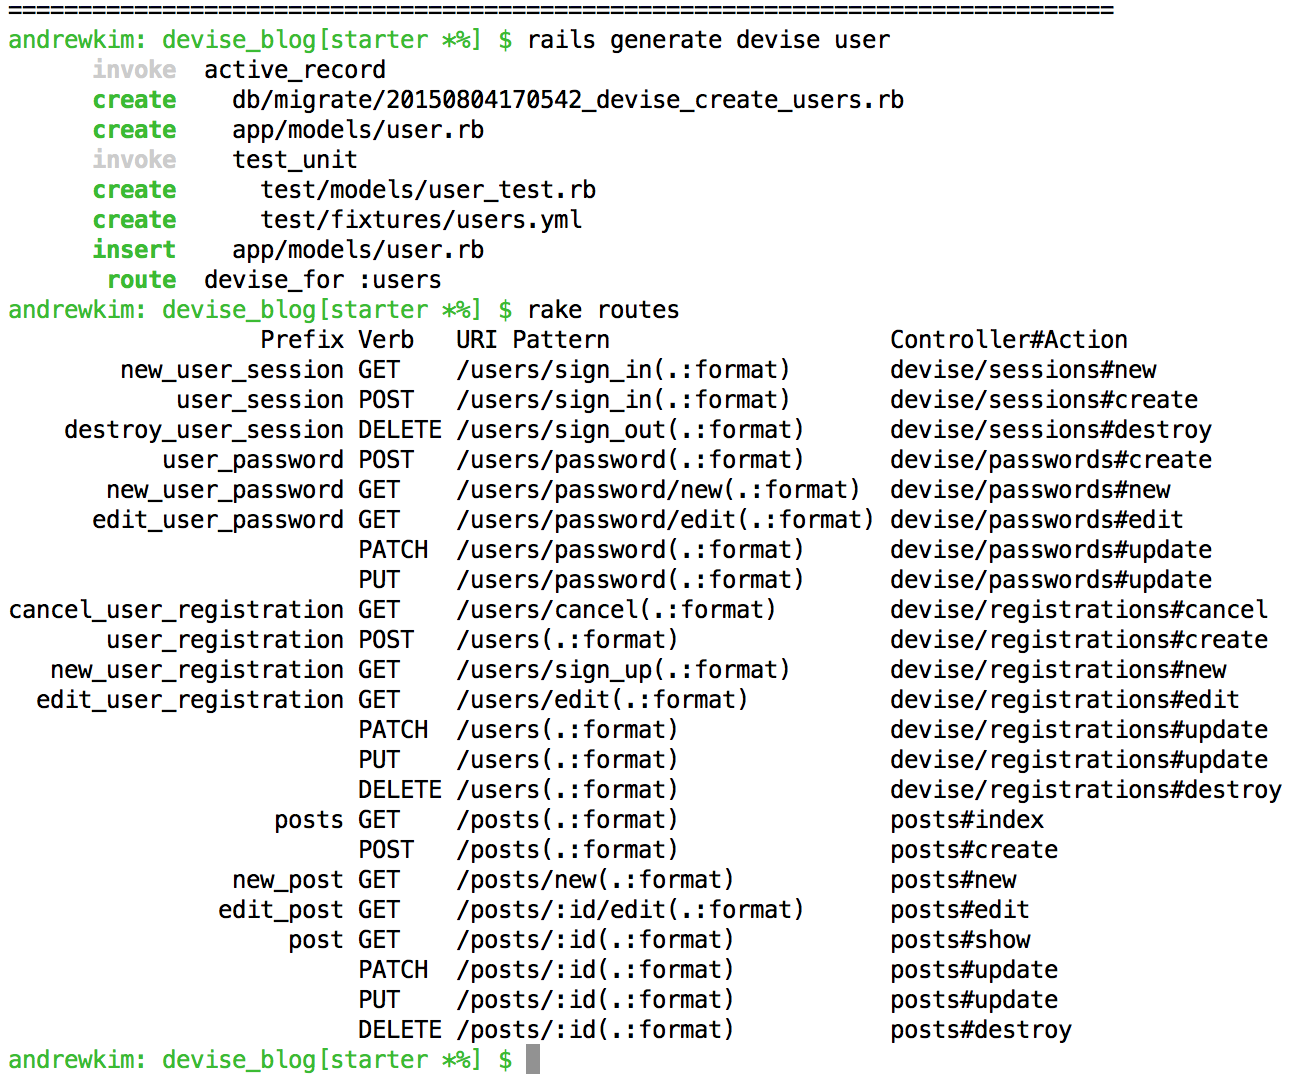 ===============================================================================
andrewkim: devise_blog[starter *%] $ rails generate devise user
      invoke  active_record
      create    db/migrate/20150804170542_devise_create_users.rb
      create    app/models/user.rb
      invoke    test_unit
      create      test/models/user_test.rb
      create      test/fixtures/users.yml
      insert    app/models/user.rb
       route  devise_for :users
andrewkim: devise_blog[starter *%] $ rake routes
                  Prefix Verb   URI Pattern                    Controller#Action
        new_user_session GET    /users/sign_in(.:format)       devise/sessions#new
            user_session POST   /users/sign_in(.:format)       devise/sessions#create
    destroy_user_session DELETE /users/sign_out(.:format)      devise/sessions#destroy
           user_password POST   /users/password(.:format)      devise/passwords#create
       new_user_password GET    /users/password/new(.:format)  devise/passwords#new
      edit_user_password GET    /users/password/edit(.:format) devise/passwords#edit
                         PATCH  /users/password(.:format)      devise/passwords#update
                         PUT    /users/password(.:format)      devise/passwords#update
cancel_user_registration GET    /users/cancel(.:format)        devise/registrations#cancel
       user_registration POST   /users(.:format)               devise/registrations#create
   new_user_registration GET    /users/sign_up(.:format)       devise/registrations#new
  edit_user_registration GET    /users/edit(.:format)          devise/registrations#edit
                         PATCH  /users(.:format)               devise/registrations#update
                         PUT    /users(.:format)               devise/registrations#update
                         DELETE /users(.:format)               devise/registrations#destroy
                   posts GET    /posts(.:format)               posts#index
                         POST   /posts(.:format)               posts#create
                new_post GET    /posts/new(.:format)           posts#new
               edit_post GET    /posts/:id/edit(.:format)      posts#edit
                    post GET    /posts/:id(.:format)           posts#show
                         PATCH  /posts/:id(.:format)           posts#update
                         PUT    /posts/:id(.:format)           posts#update
                         DELETE /posts/:id(.:format)           posts#destroy
andrewkim: devise_blog[starter *%] $